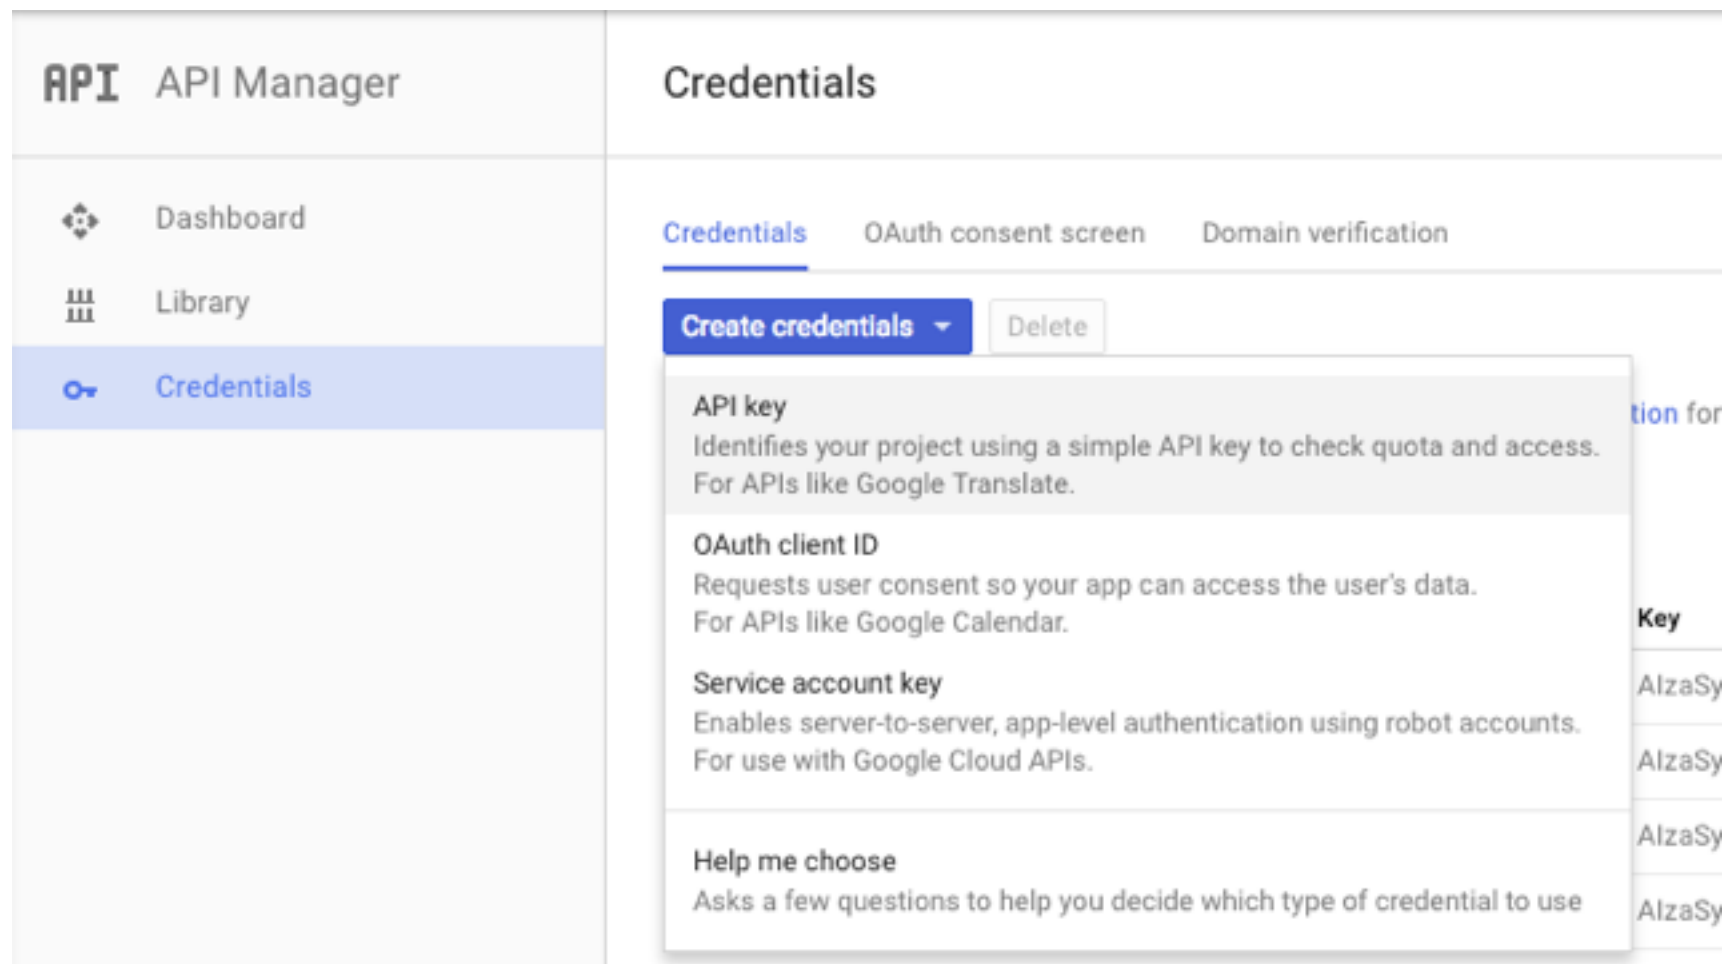 API API Manager
Credentials
Dashboard
Library
Credentials
Credentials OAuth consent screen Domain verification
Create credentials Delete
API key
Identifies your project using a simple API key to check quota and access.
For APIs like Google Translate.
OAuth client ID
Requests user consent so your app can access the user's data.
For APIs like Google Calendar.
Service account key
Enables server-to-server, app-level authentication using robot accounts.
For use with Google Cloud APIs.
Help me choose
Asks a few questions to help you decide which type of credential to use
tion for
Key
AIzaSy
AIzaSy
AIzaSy
AIzaSy